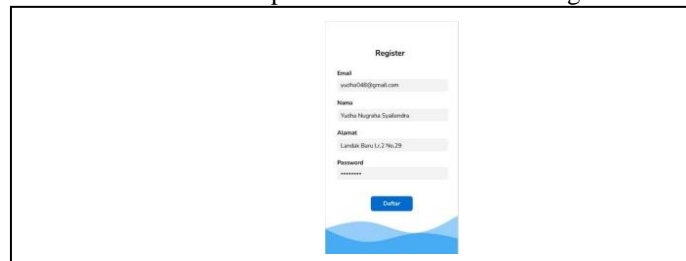 Register
Email
yudha048@gmail.com
Nama
Yudha Nugraha Syailendra
Alamat
Landak Baru Lr.2 No.29
Password
••••••••
Daftar